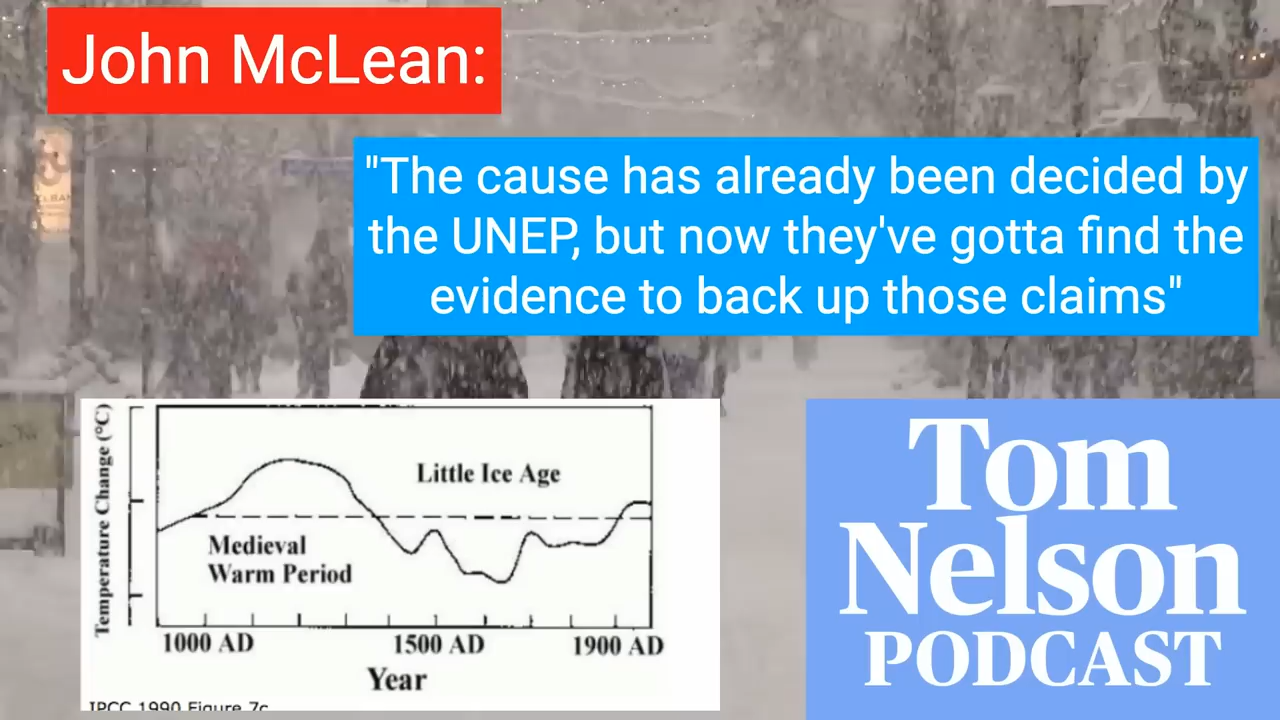 John McLean:
"The cause has already been decided by
the UNEP, but now they've gotta find the
evidence to back up those claims"
Temperature Change (°C)
Little Ice Age
Medieval
Warm Period
1000 AD 1500 AD 1900 AD
Year
IPCC 1990 Figure 7c
Tom
Nelson
PODCAST